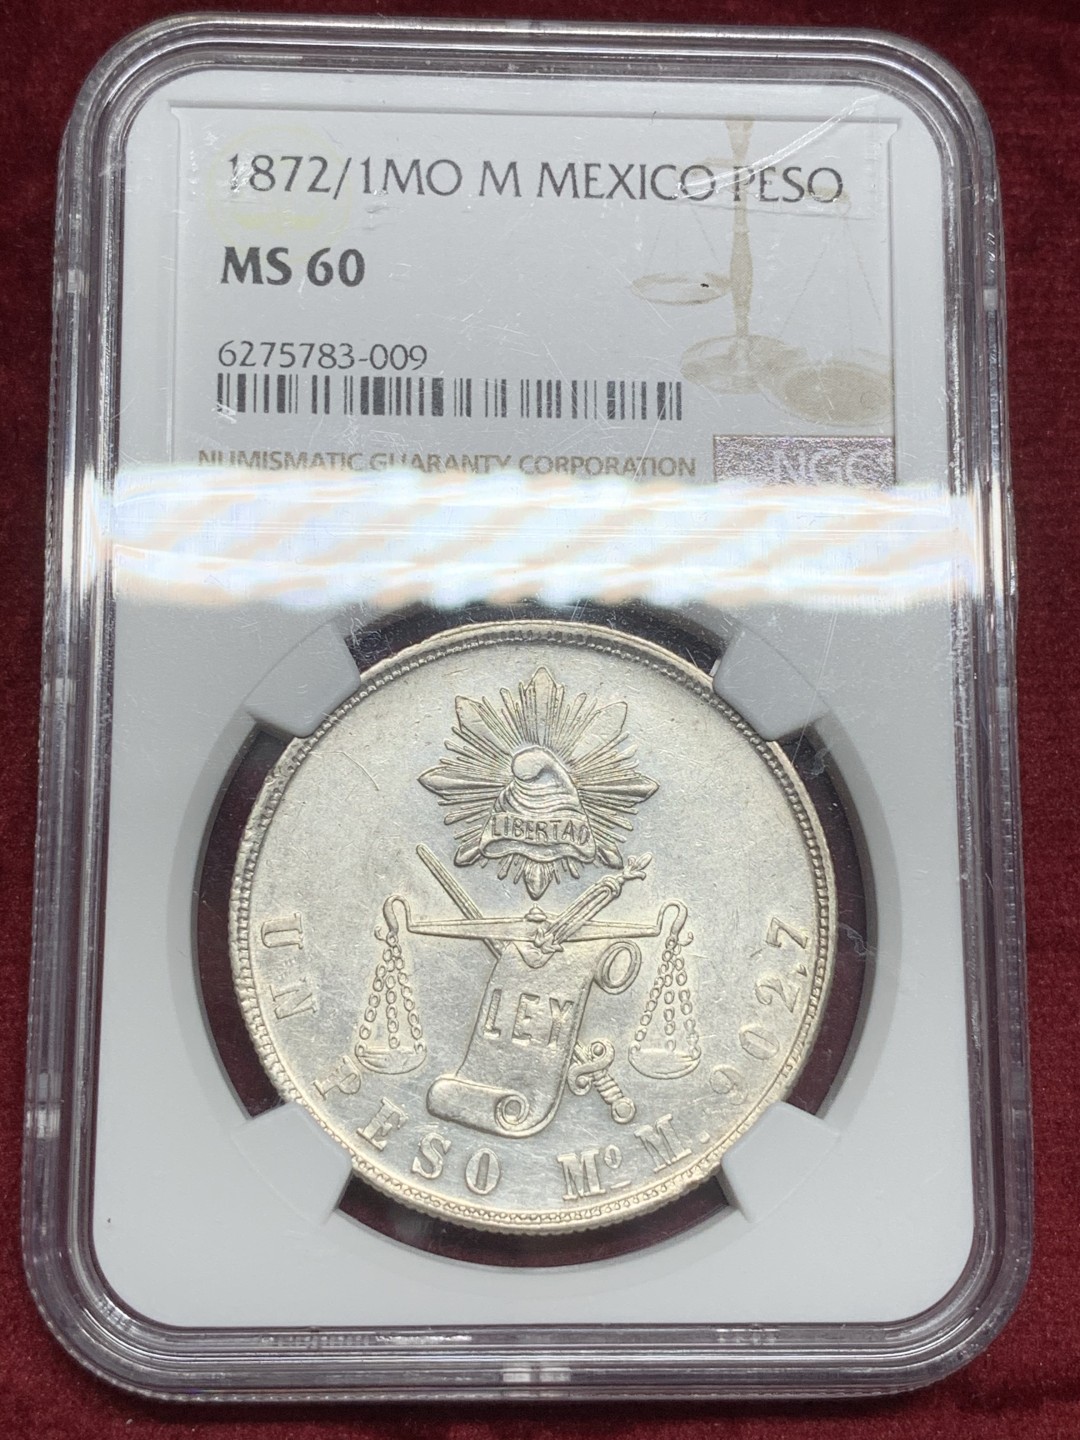 1872/1MO M MEXICO PESO
MS 60
6275783-009
NUMISMATIC GUARANTY CORPORATION
NGC
LIBERTAD
LEY
UN PESO Mº M. 902,7